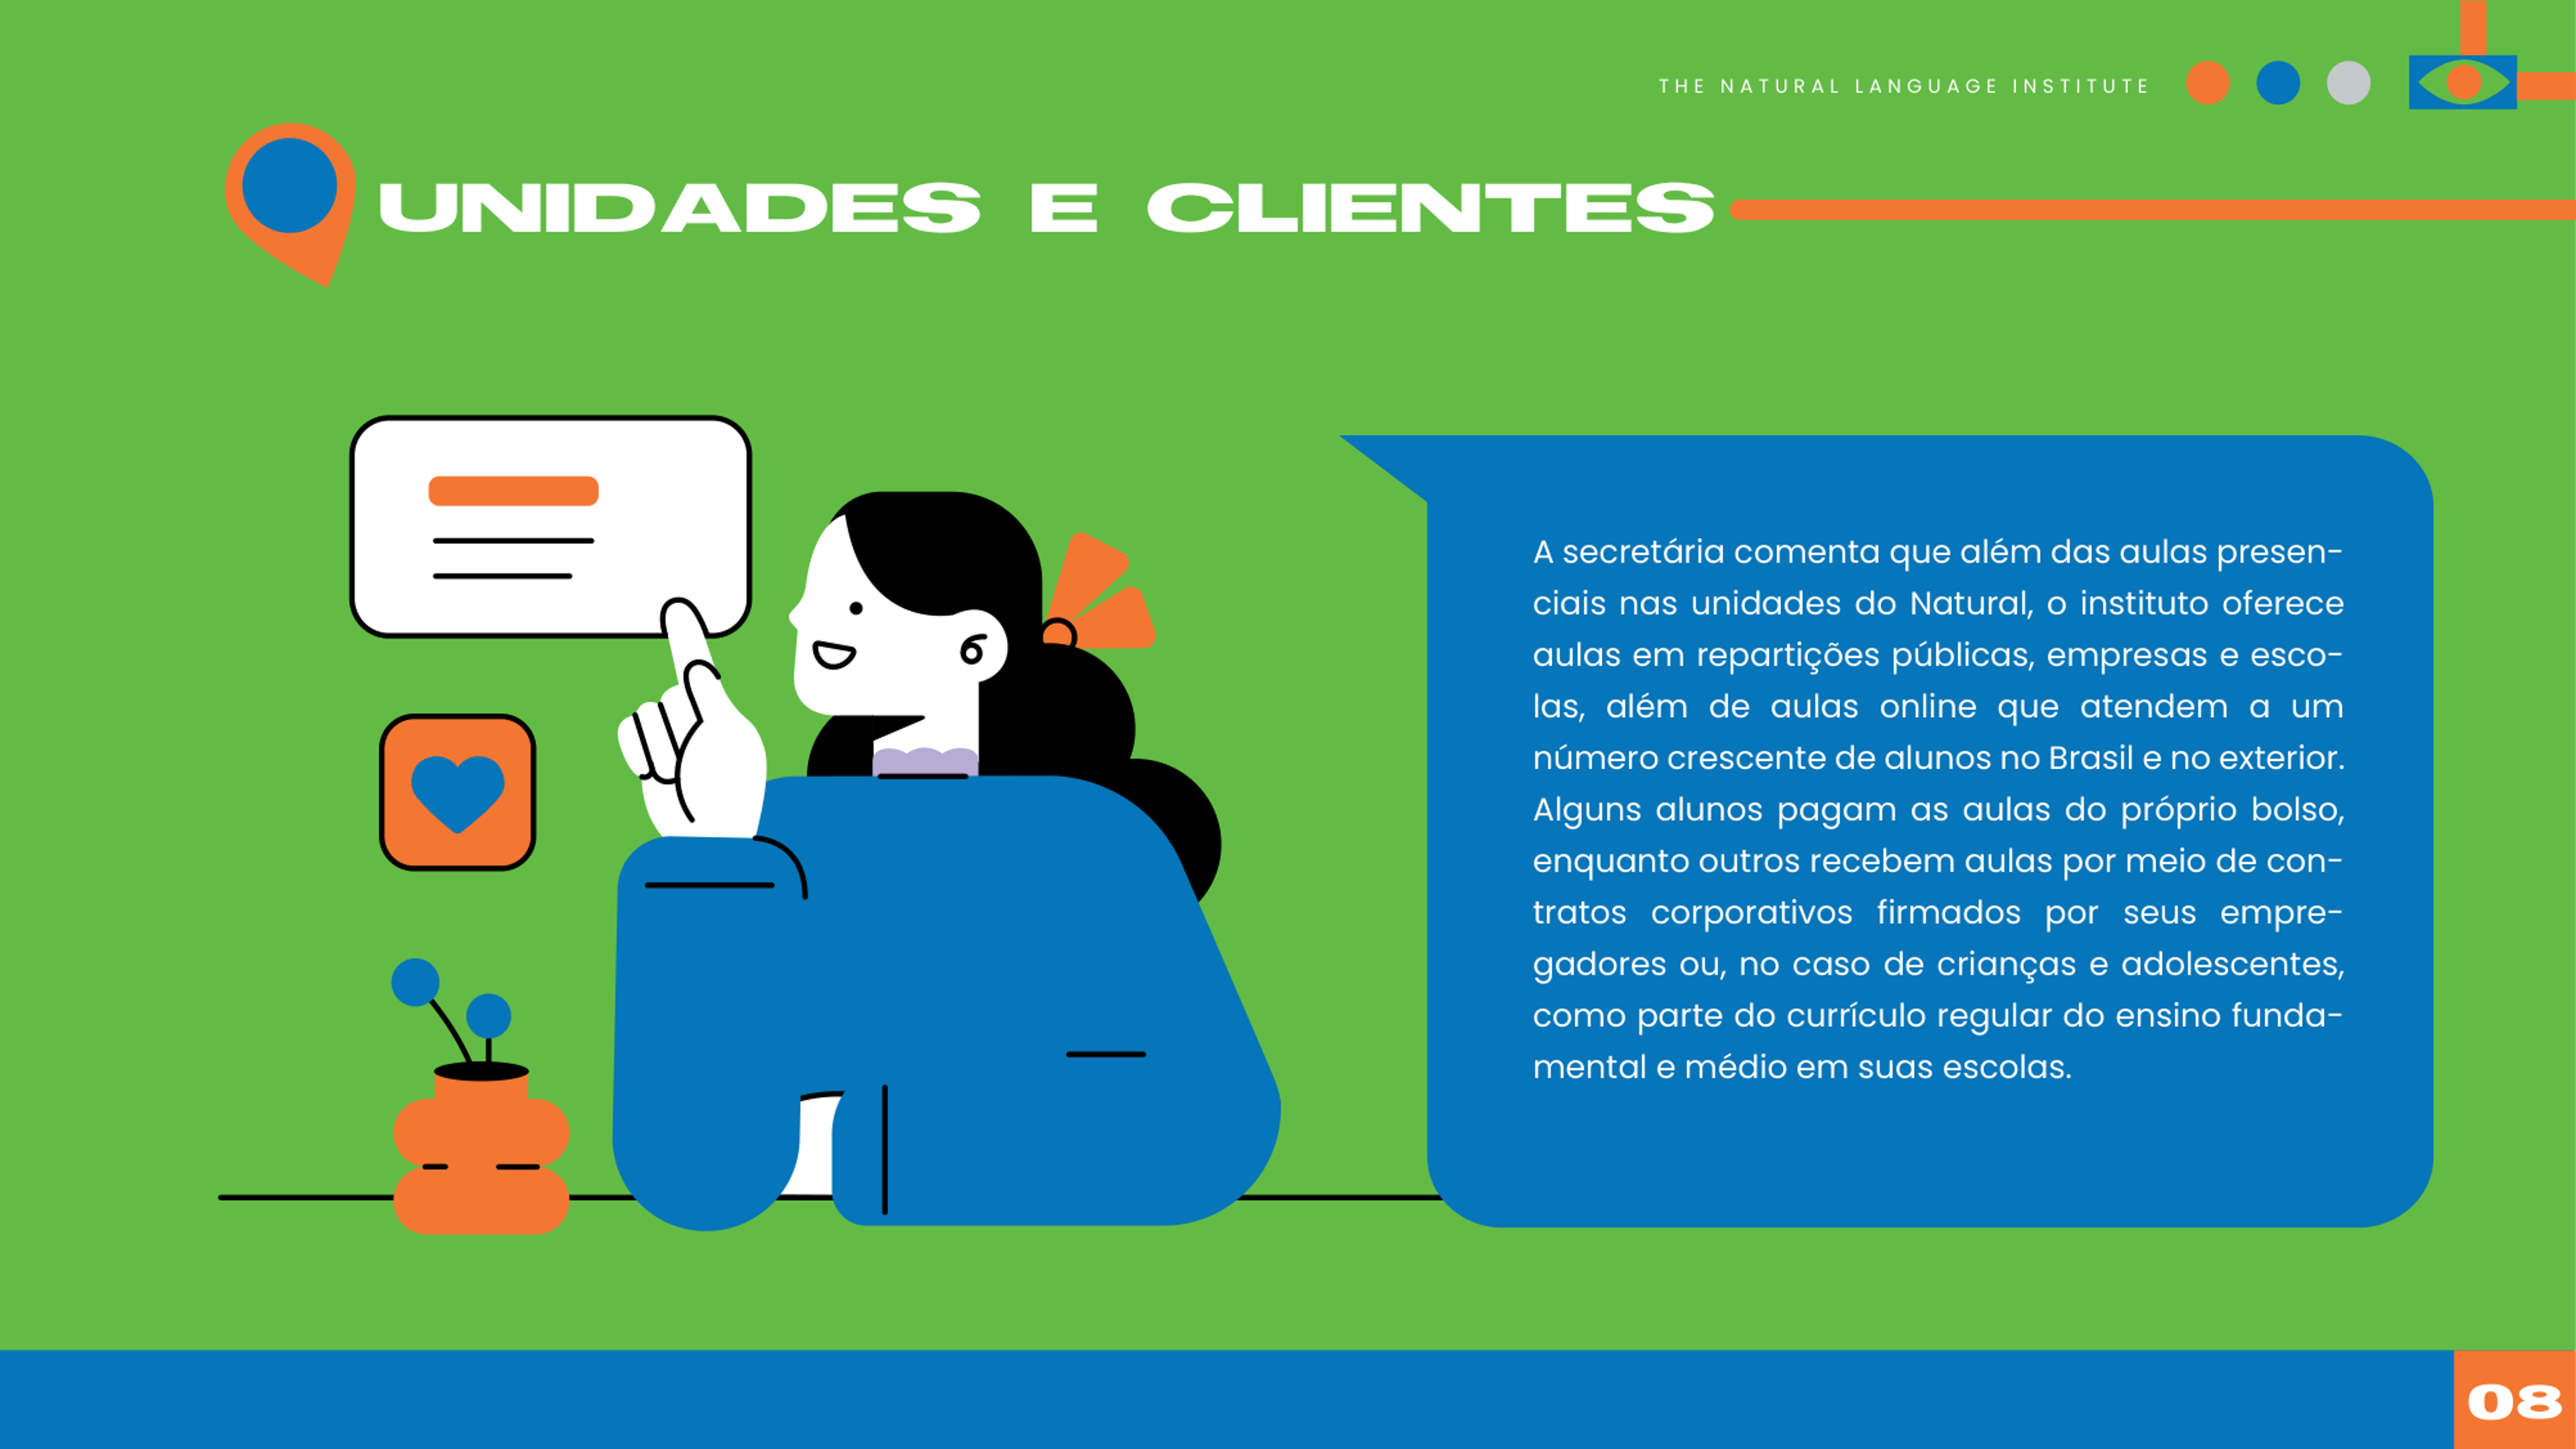 THE NATURAL LANGUAGE INSTITUTE
UNIDADES E CLIENTES
A secretária comenta que além das aulas presen-
ciais nas unidades do Natural, o instituto oferece
aulas em repartições públicas, empresas e esco-
las, além de aulas online que atendem a um
número crescente de alunos no Brasil e no exterior.
Alguns alunos pagam as aulas do próprio bolso,
enquanto outros recebem aulas por meio de con-
tratos corporativos firmados por seus empre-
gadores ou, no caso de crianças e adolescentes,
como parte do currículo regular do ensino funda-
mental e médio em suas escolas.
08